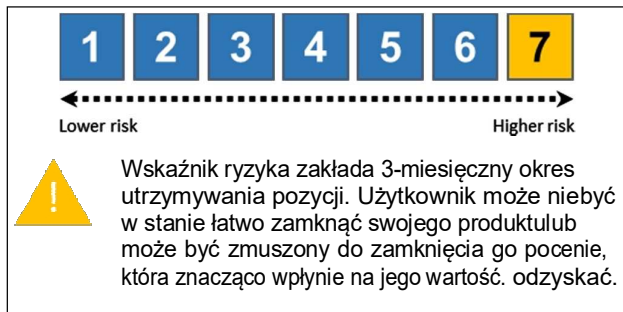 1 2 3 4 5 6 7
Lower risk Higher risk
!
Wskaźnik ryzyka zakłada 3-miesięczny okres
utrzymywania pozycji. Użytkownik może niebyć
w stanie łatwo zamknąć swojego produktulub
może być zmuszony do zamknięcia go pocenie,
która znacząco wpłynie na jego wartość. odzyskać.